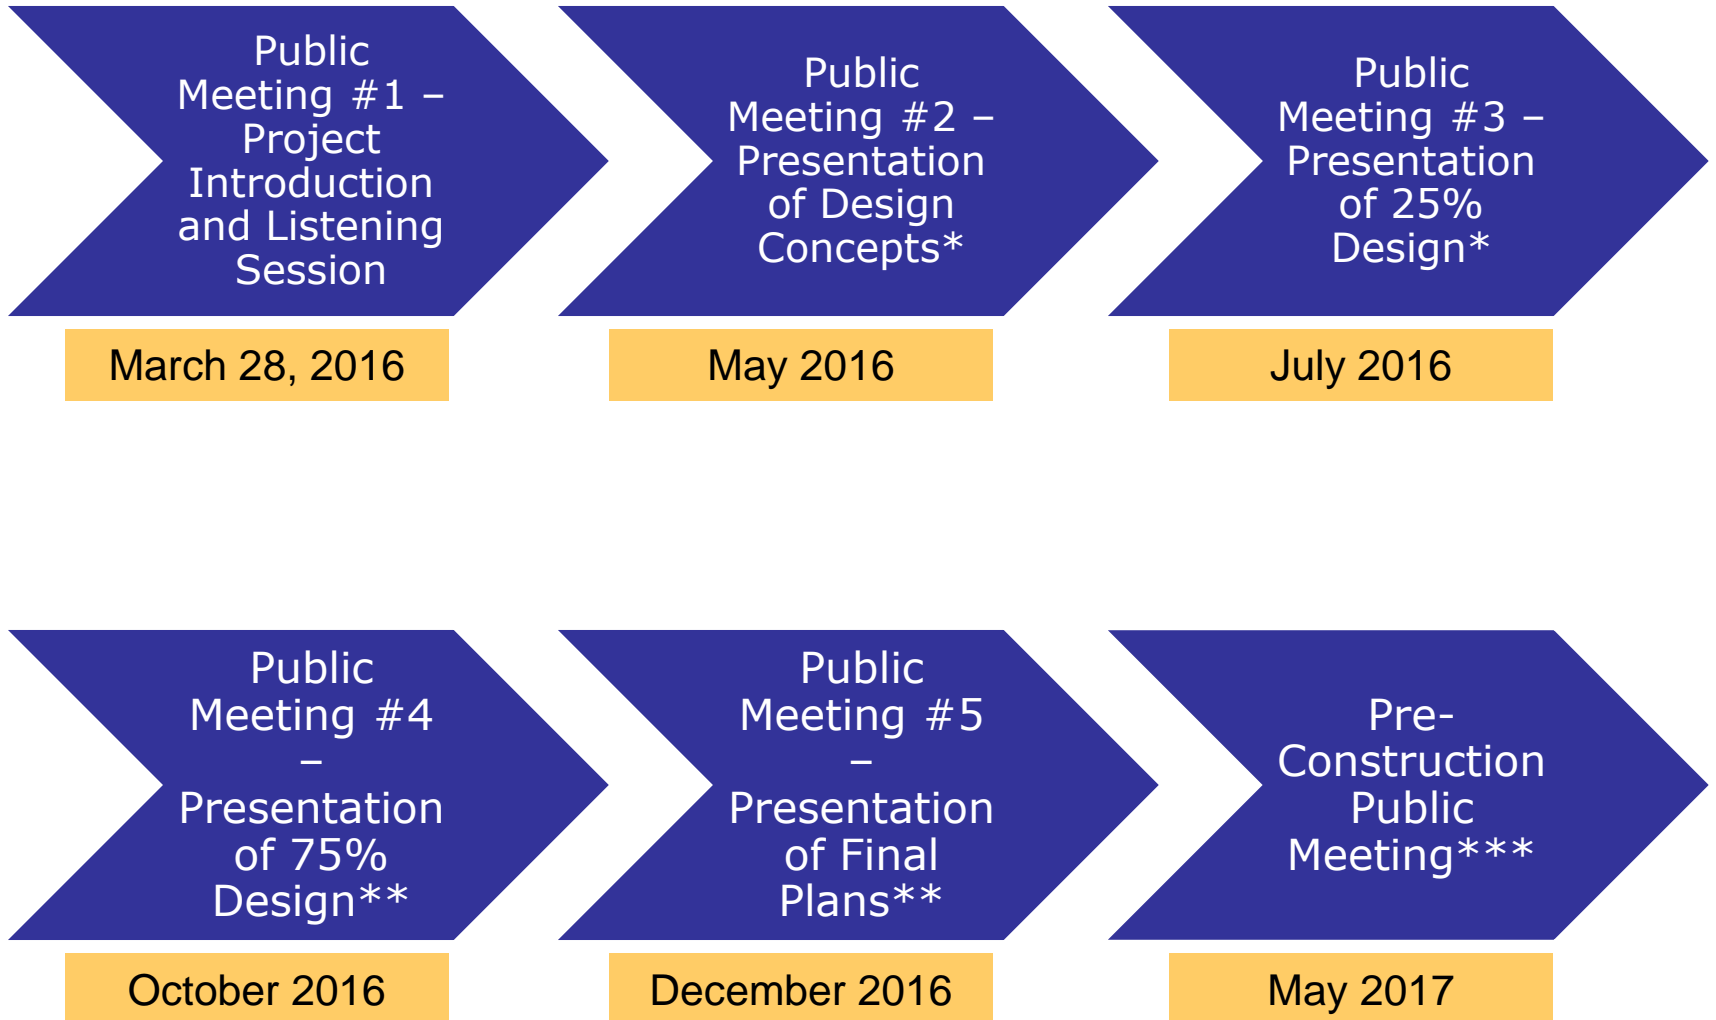 Public
Meeting #1 –
Project
Introduction
and Listening
Session
March 28, 2016
Public
Meeting #2 –
Presentation
of Design
Concepts*
May 2016
Public
Meeting #3 –
Presentation
of 25%
Design*
July 2016
Public
Meeting #4
–
Presentation
of 75%
Design**
October 2016
Public
Meeting #5
–
Presentation
of Final
Plans**
December 2016
Pre-
Construction
Public
Meeting***
May 2017